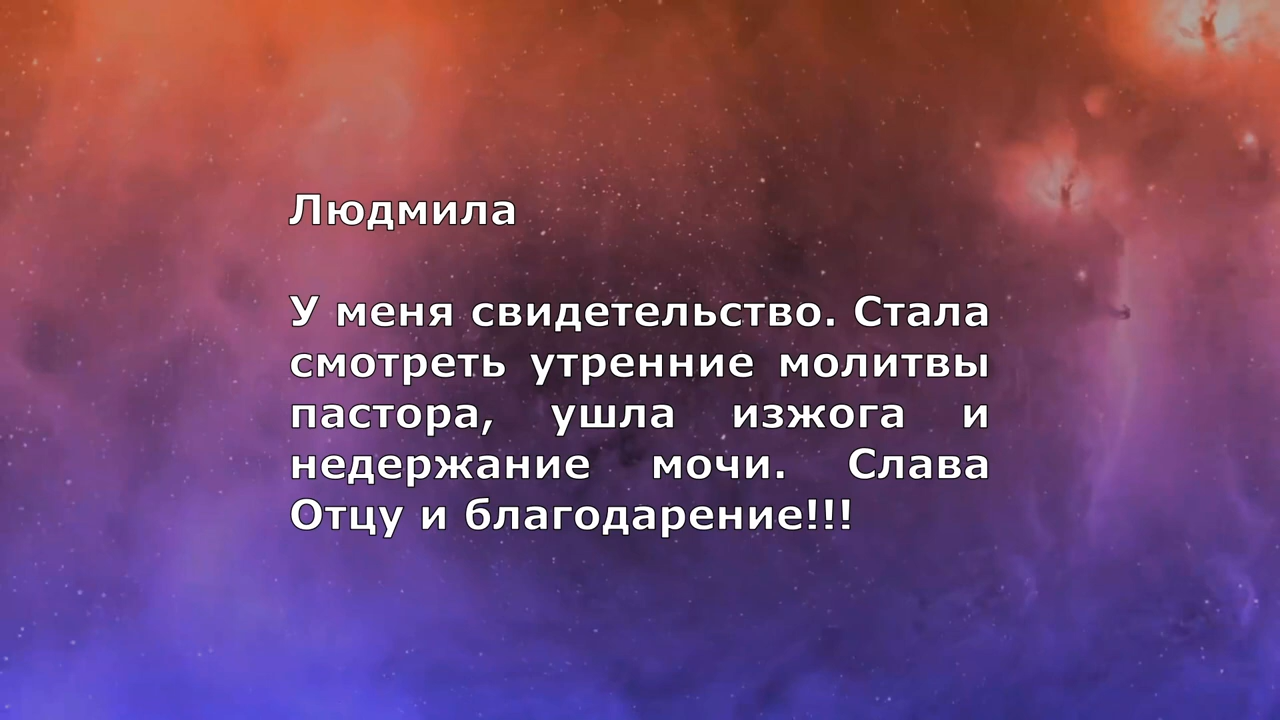 Людмила
У меня свидетельство. Стала
смотреть утренние молитвы
пастора, ушла изжога и
недержание мочи. Слава
Отцу и благодарение!!!